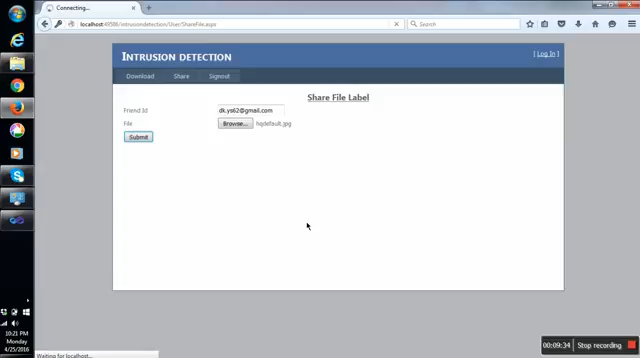 Connecting...
localhost:49586/intrusiondetection/User/ShareFile.aspx
Search
INTRUSION DETECTION
[ Log In ]
Download Share Signout
Share File Label
Friend Id dk.ys62@gmail.com
File Browse... hqdefault.jpg
Submit
10:21 PM
Monday
4/25/2016
Waiting for localhost...
00:09:34 Stop recording